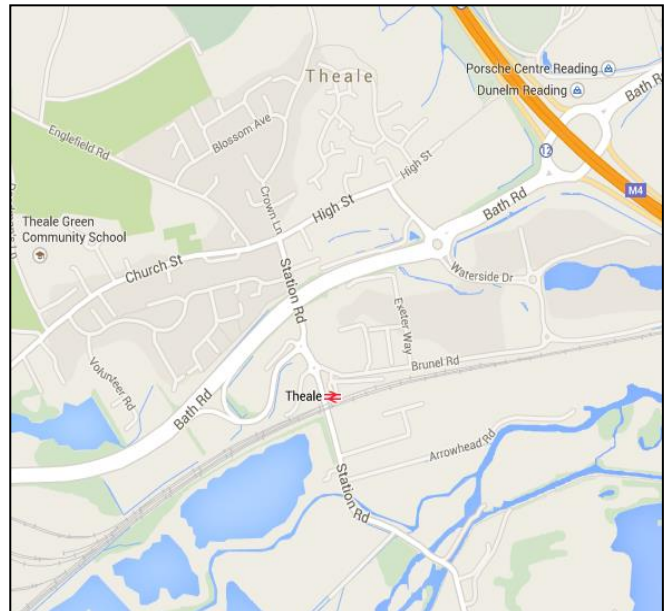 Theale
Porsche Centre Reading
Dunelm Reading
Bath Rd
Englefield Rd
Blossom Ave
12
High St
M4
Crown Ln
High St
Bath Rd
Theale Green
Community School
Church St
Waterside Dr
Station Rd
Exeter Way
Volunteer Rd
Brunel Rd
Bath Rd
Theale
Arrowhead Rd
Station Rd